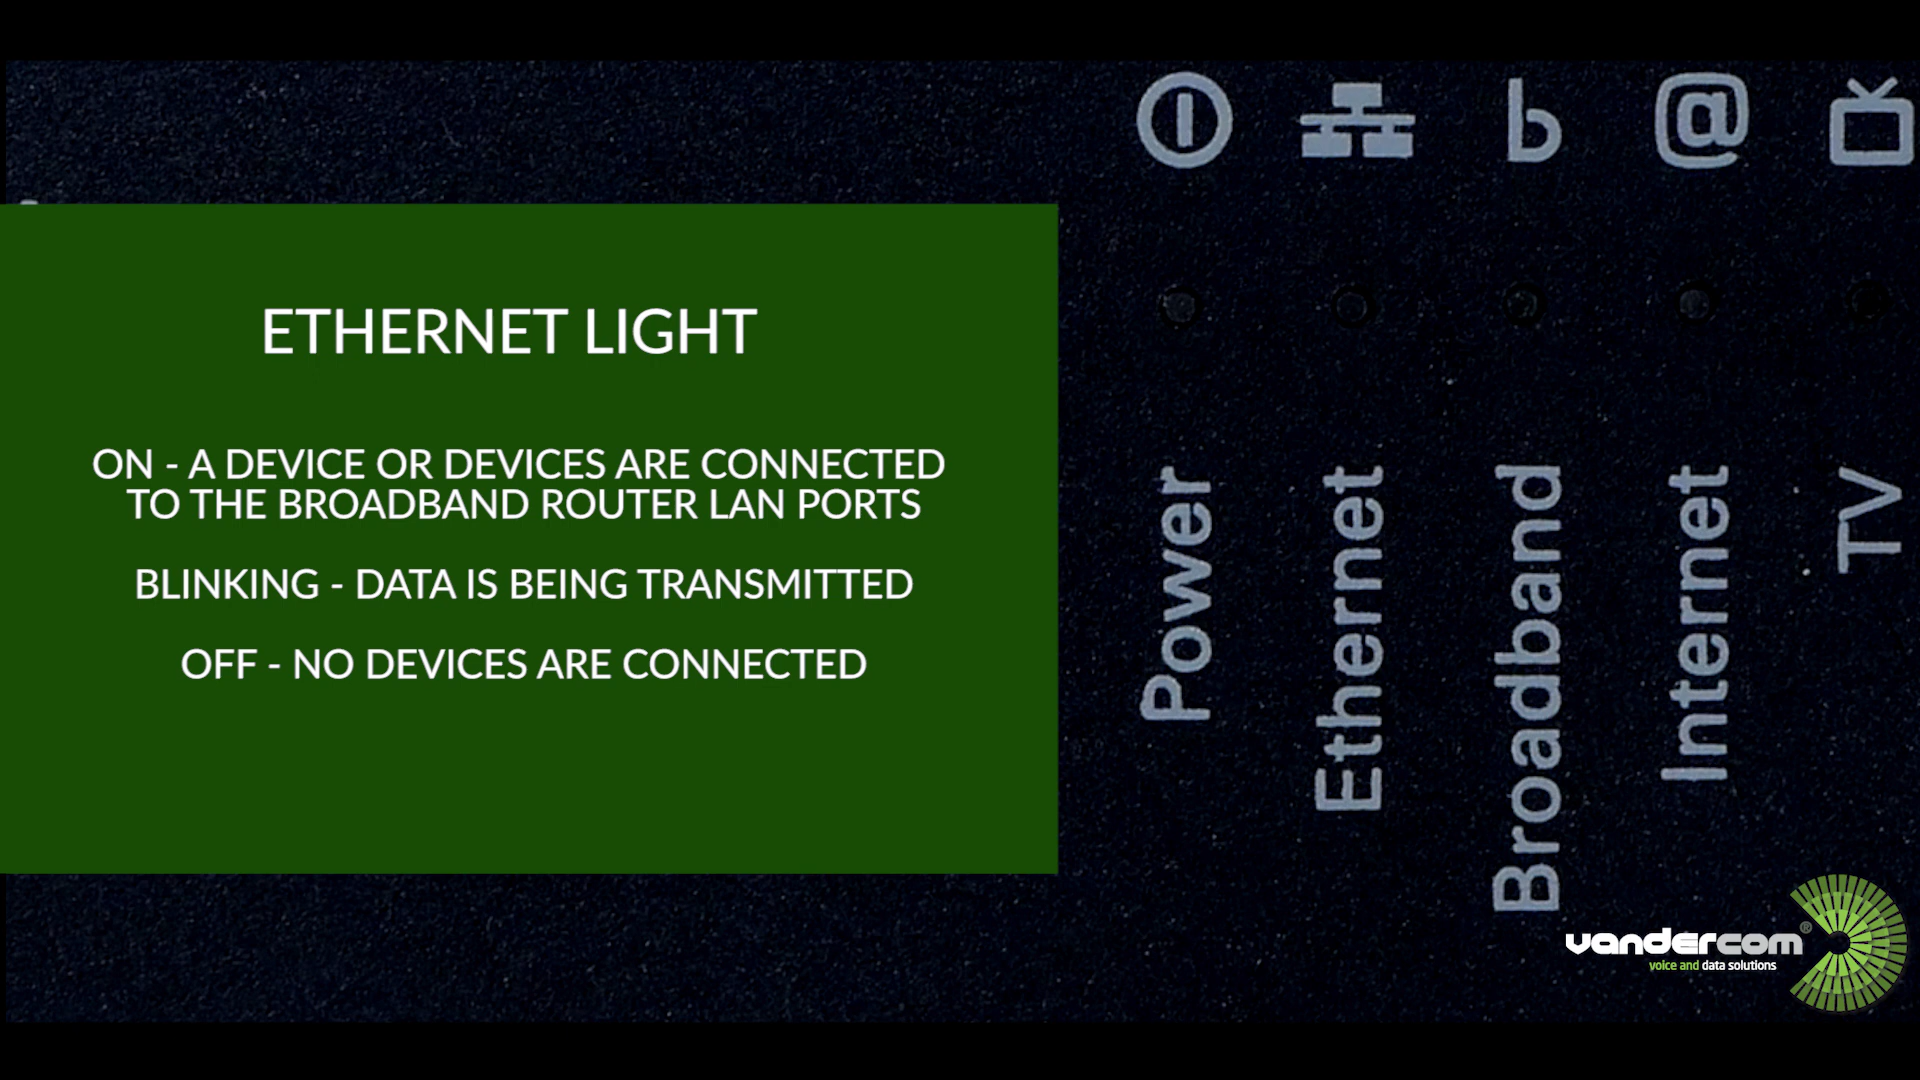 ETHERNET LIGHT
ON - A DEVICE OR DEVICES ARE CONNECTED
TO THE BROADBAND ROUTER LAN PORTS
BLINKING - DATA IS BEING TRANSMITTED
OFF - NO DEVICES ARE CONNECTED
b
@
Power
Ethernet
Broadband
Internet
TV
vandercom®
voice and data solutions